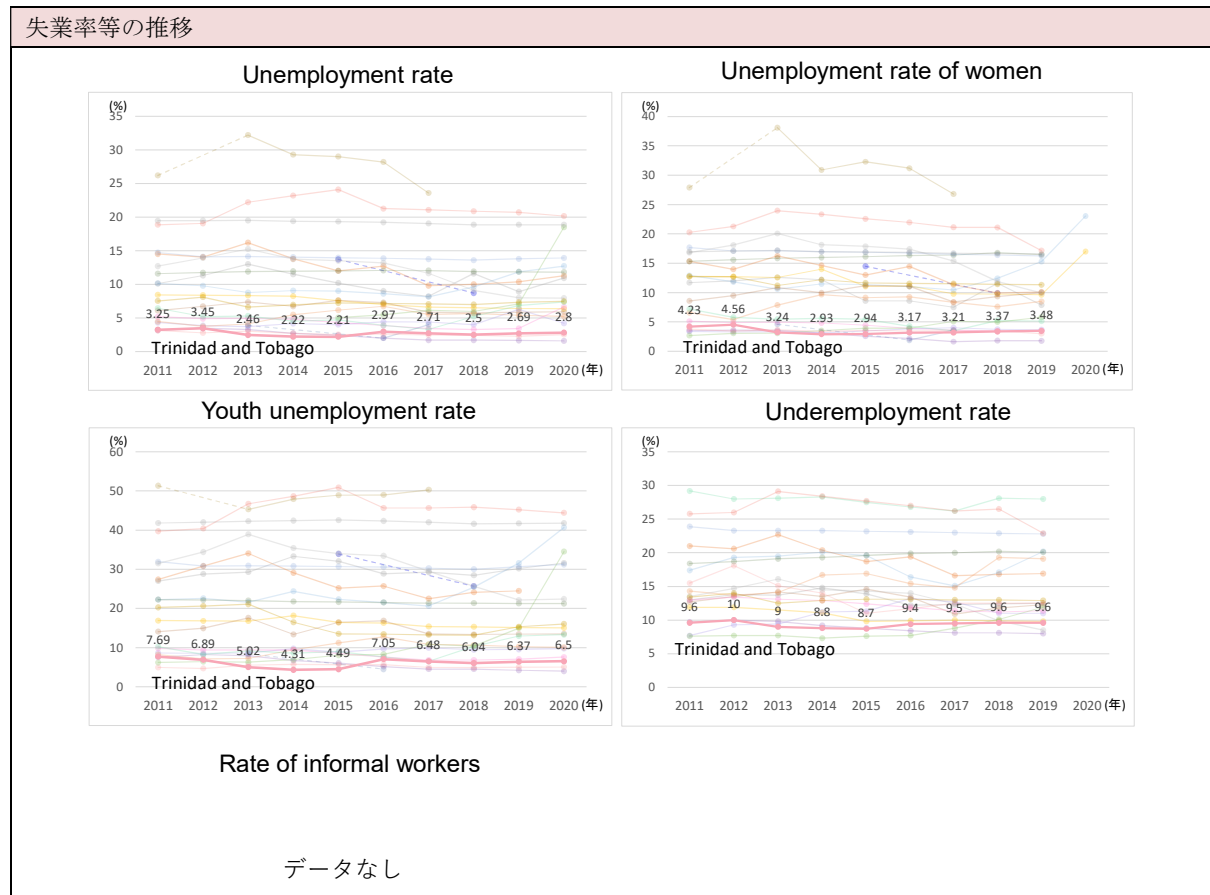 失業率等の推移
Unemployment rate
(%)
35
30
25
20
15
10
5
0
3.25 3.45 2.46 2.22 2.21 2.97 2.71 2.5 2.69 2.8
Trinidad and Tobago
2011 2012 2013 2014 2015 2016 2017 2018 2019 2020 (年)
Unemployment rate of women
(%)
40
35
30
25
20
15
10
5
0
4.23 4.56 3.24 2.93 2.94 3.17 3.21 3.37 3.48
Trinidad and Tobago
2011 2012 2013 2014 2015 2016 2017 2018 2019 2020 (年)
Youth unemployment rate
(%)
60
50
40
30
20
10
0
7.69 6.89 5.02 4.31 4.49 7.05 6.48 6.04 6.37 6.5
Trinidad and Tobago
2011 2012 2013 2014 2015 2016 2017 2018 2019 2020 (年)
Underemployment rate
(%)
35
30
25
20
15
10
5
0
9.6 10 9 8.8 8.7 9.4 9.5 9.6 9.6
Trinidad and Tobago
2011 2012 2013 2014 2015 2016 2017 2018 2019 2020 (年)
Rate of informal workers
データなし